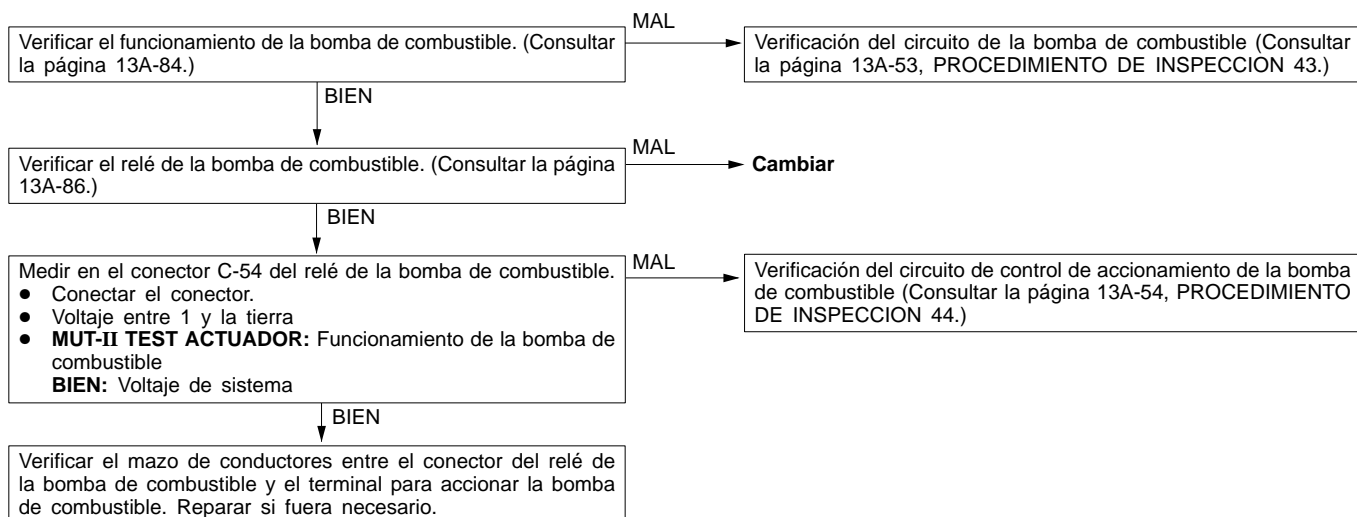 MAL
Verificar el funcionamiento de la bomba de combustible. (Consultar
la página 13A-84.)
Verificación del circuito de la bomba de combustible (Consultar
la página 13A-53, PROCEDIMIENTO DE INSPECCION 43.)
BIEN
MAL
Verificar el relé de la bomba de combustible. (Consultar la página
13A-86.)
Cambiar
BIEN
MAL
Medir en el conector C-54 del relé de la bomba de combustible.
● Conectar el conector.
● Voltaje entre 1 y la tierra
● MUT-II TEST ACTUADOR: Funcionamiento de la bomba de
combustible
BIEN: Voltaje de sistema
Verificación del circuito de control de accionamiento de la bomba
de combustible (Consultar la página 13A-54, PROCEDIMIENTO
DE INSPECCION 44.)
BIEN
Verificar el mazo de conductores entre el conector del relé de
la bomba de combustible y el terminal para accionar la bomba
de combustible. Reparar si fuera necesario.